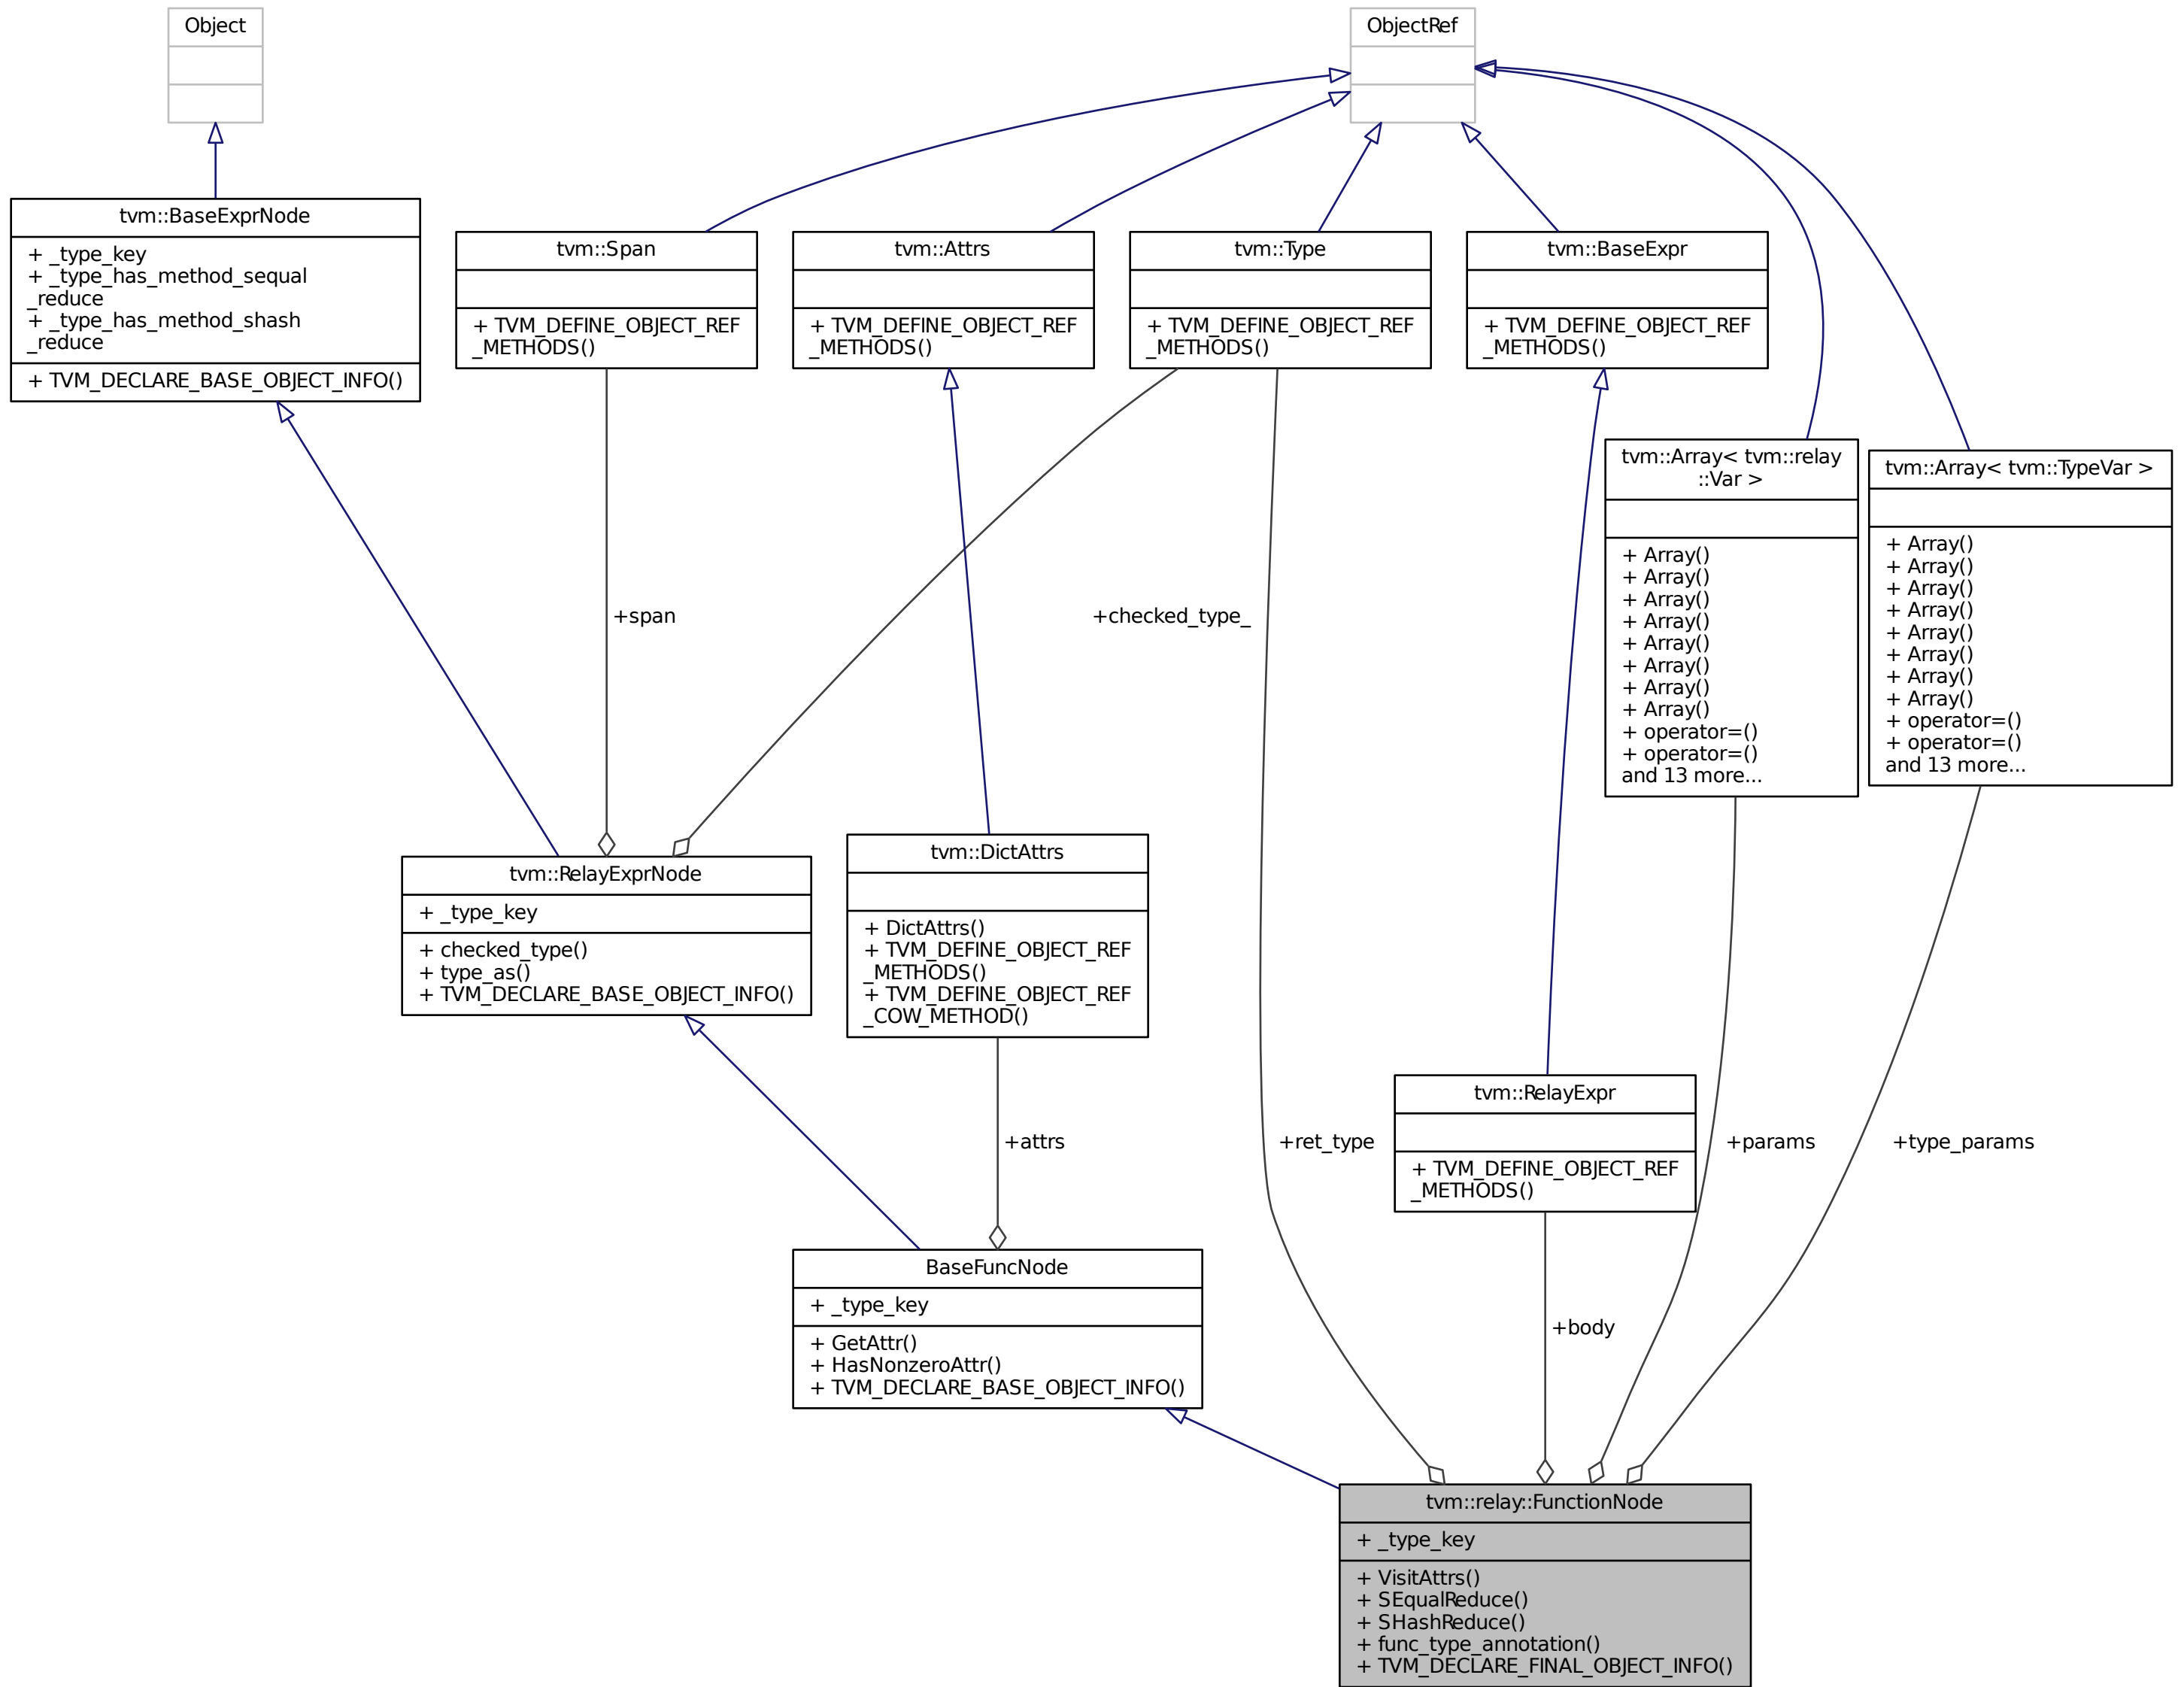 Object
ObjectRef
tvm::BaseExprNode
+ _type_key
+ _type_has_method_sequal
_reduce
+ _type_has_method_shash
_reduce
+ TVM_DECLARE_BASE_OBJECT_INFO()
tvm::Span
+ TVM_DEFINE_OBJECT_REF
_METHODS()
tvm::Attrs
+ TVM_DEFINE_OBJECT_REF
_METHODS()
tvm::Type
+ TVM_DEFINE_OBJECT_REF
_METHODS()
tvm::BaseExpr
+ TVM_DEFINE_OBJECT_REF
_METHODS()
tvm::Array< tvm::relay
::Var >
+ Array()
+ Array()
+ Array()
+ Array()
+ Array()
+ Array()
+ Array()
+ Array()
+ operator=()
+ operator=()
and 13 more...
tvm::Array< tvm::TypeVar >
+ Array()
+ Array()
+ Array()
+ Array()
+ Array()
+ Array()
+ Array()
+ Array()
+ operator=()
+ operator=()
and 13 more...
+span
+checked_type_
tvm::RelayExprNode
+ _type_key
+ checked_type()
+ type_as()
+ TVM_DECLARE_BASE_OBJECT_INFO()
tvm::DictAttrs
+ DictAttrs()
+ TVM_DEFINE_OBJECT_REF
_METHODS()
+ TVM_DEFINE_OBJECT_REF
_COW_METHOD()
tvm::RelayExpr
+ TVM_DEFINE_OBJECT_REF
_METHODS()
+attrs
+ret_type
+params
+type_params
BaseFuncNode
+ _type_key
+ GetAttr()
+ HasNonzeroAttr()
+ TVM_DECLARE_BASE_OBJECT_INFO()
+body
tvm::relay::FunctionNode
+ _type_key
+ VisitAttrs()
+ SEqualReduce()
+ SHashReduce()
+ func_type_annotation()
+ TVM_DECLARE_FINAL_OBJECT_INFO()